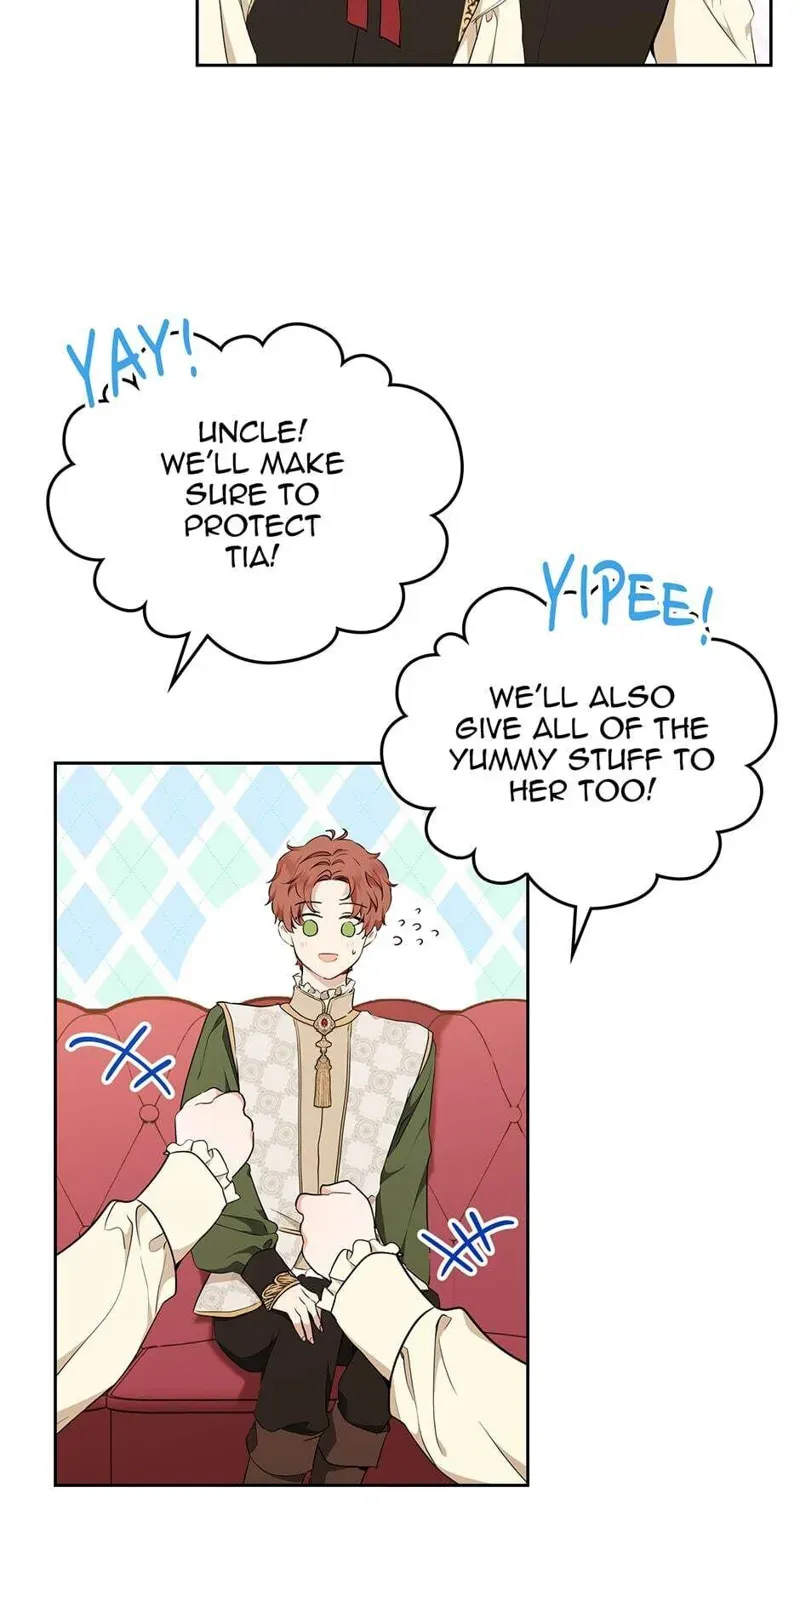 YAY!
UNCLE!
WE'LL MAKE
SURE TO
PROTECT
TIA!
YIPEE!
WE'LL ALSO
GIVE ALL OF THE
YUMMY STUFF TO
HER TOO!